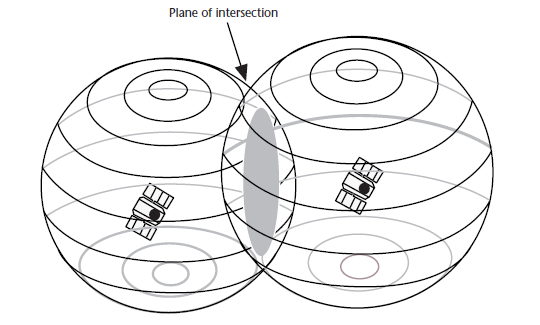 Plane of intersection